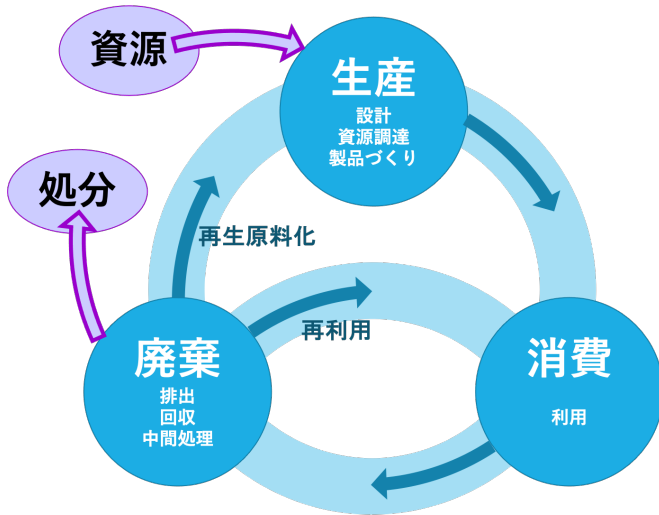 資源
生産
設計
資源調達
製品づくり
処分
再生原料化
再利用
廃棄
排出
回収
中間処理
消費
利用